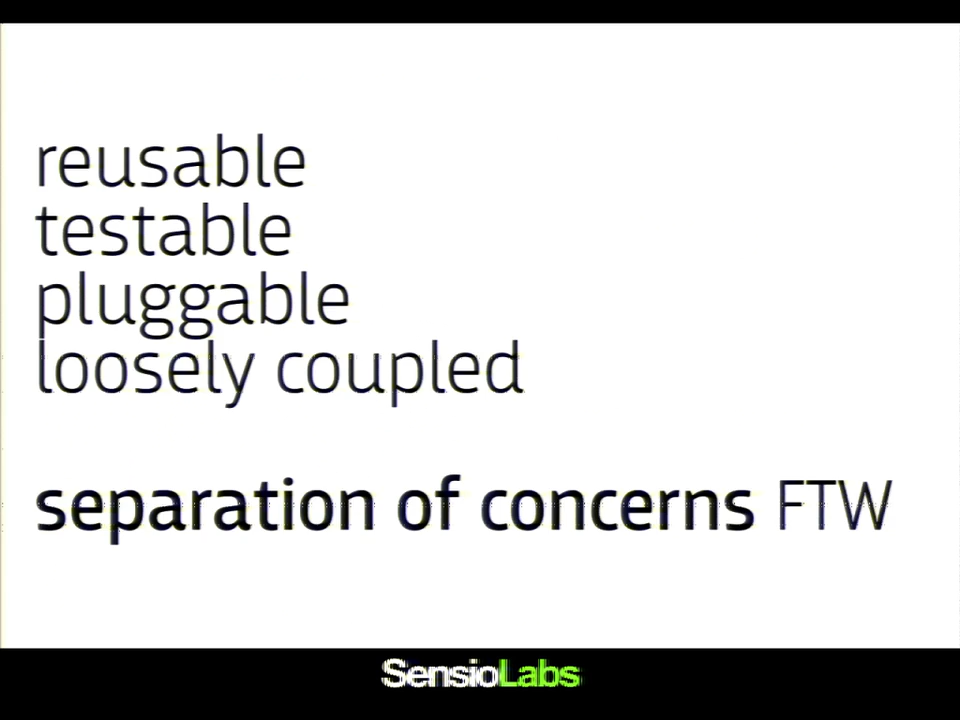 reusable
testable
pluggable
loosely coupled
separation of concerns FTW
SensioLabs